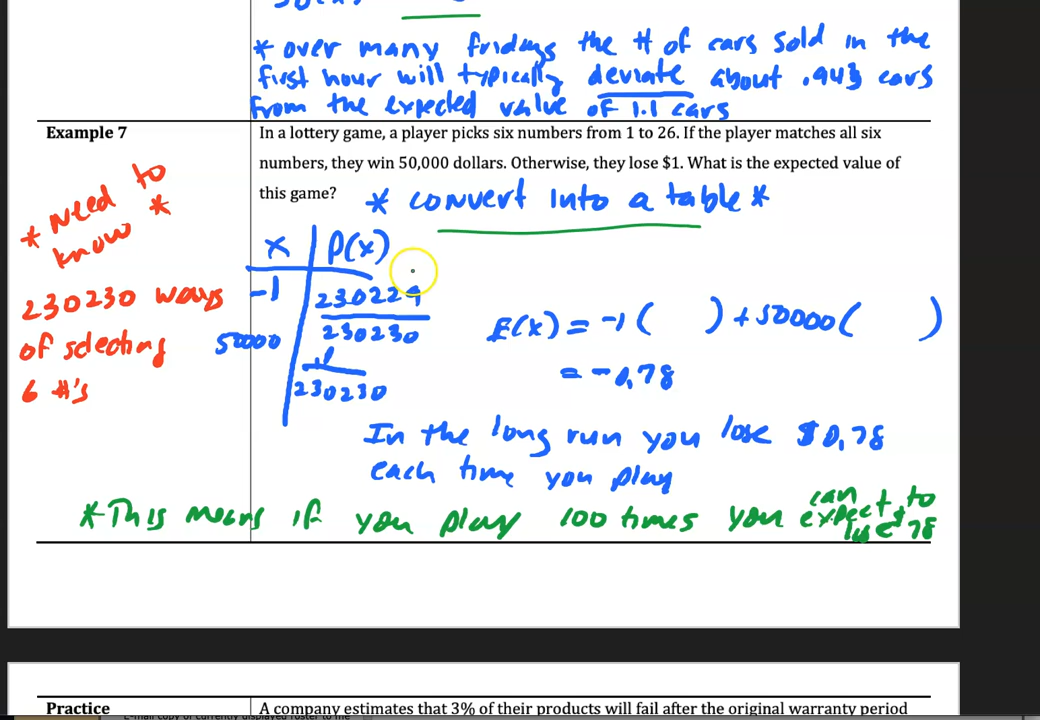 * over many fridays the # of cars sold in the
first hour will typically deviate about .943 cars
from the expected value of 1.1 cars
Example 7
In a lottery game, a player picks six numbers from 1 to 26. If the player matches all six
numbers, they win 50,000 dollars. Otherwise, they lose $1. What is the expected value of
this game?
* convert into a table *
* Need to
know *
230230 ways
of selecting
6 #'s
x P(x)
-1 230229
230230
50000 1
230230
E(x) = -1( ) + 50000( )
= -0.78
In the long run you lose $0.78
each time you play
* This means if you play 100 times you can expect to
lose $78
Practice
A company estimates that 3% of their products will fail after the original warranty period